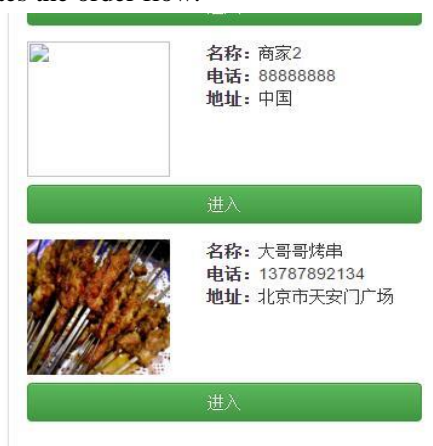 名称：商家2
电话：88888888
地址：中国
进入
名称：大哥哥烤串
电话：13787892134
地址：北京市天安门广场
进入